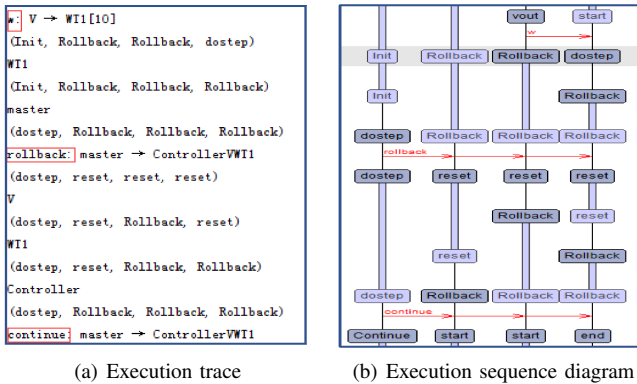 w: V → WT1[10]
(Init, Rollback, Rollback, dostep)
WT1
(Init, Rollback, Rollback, Rollback)
master
(dostep, Rollback, Rollback, Rollback)
rollback: master → ControllerVWT1
(dostep, reset, reset, reset)
V
(dostep, reset, Rollback, reset)
WT1
(dostep, reset, Rollback, Rollback)
Controller
(dostep, Rollback, Rollback, Rollback)
continue: master → ControllerVWT1
(a) Execution trace
vout start
w
Init Rollback Rollback dostep
Init Rollback
dostep Rollback Rollback Rollback
rollback
dostep reset reset reset
Rollback reset
reset Rollback
dostep Rollback Rollback Rollback
continue
Continue start start end
(b) Execution sequence diagram